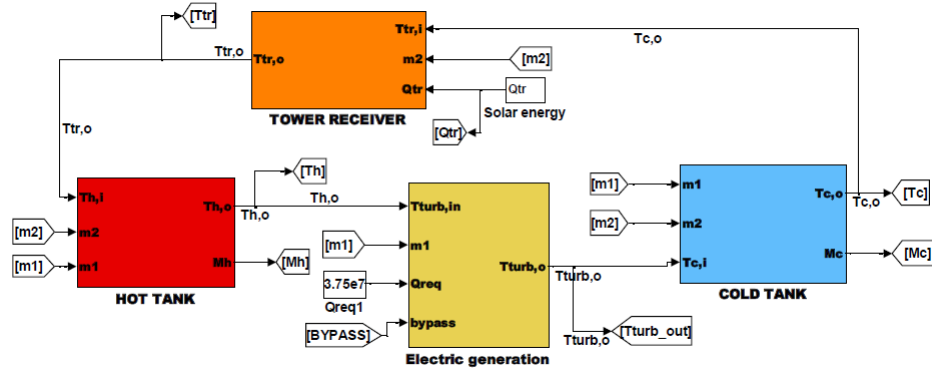 [Ttr]
Ttr,o
Ttr,o
Ttr,i
m2
Qtr
TOWER RECEIVER
Tc,o
[m2]
Qtr
Solar energy
[Qtr]
Ttr,o
Th,i
m2
m1
Th,o
Mh
HOT TANK
[m2]
[m1]
[Th]
Th,o
Th,o
[Mh]
Tturb,in
m1
Qreq
bypass
Tturb,o
Electric generation
[m1]
3.75e7
Qreq1
[BYPASS]
Tturb,o
Tturb,o
[Tturb_out]
[m1]
[m2]
m1
m2
Tc,i
Tc,o
Mc
COLD TANK
Tc,o
[Tc]
[Mc]